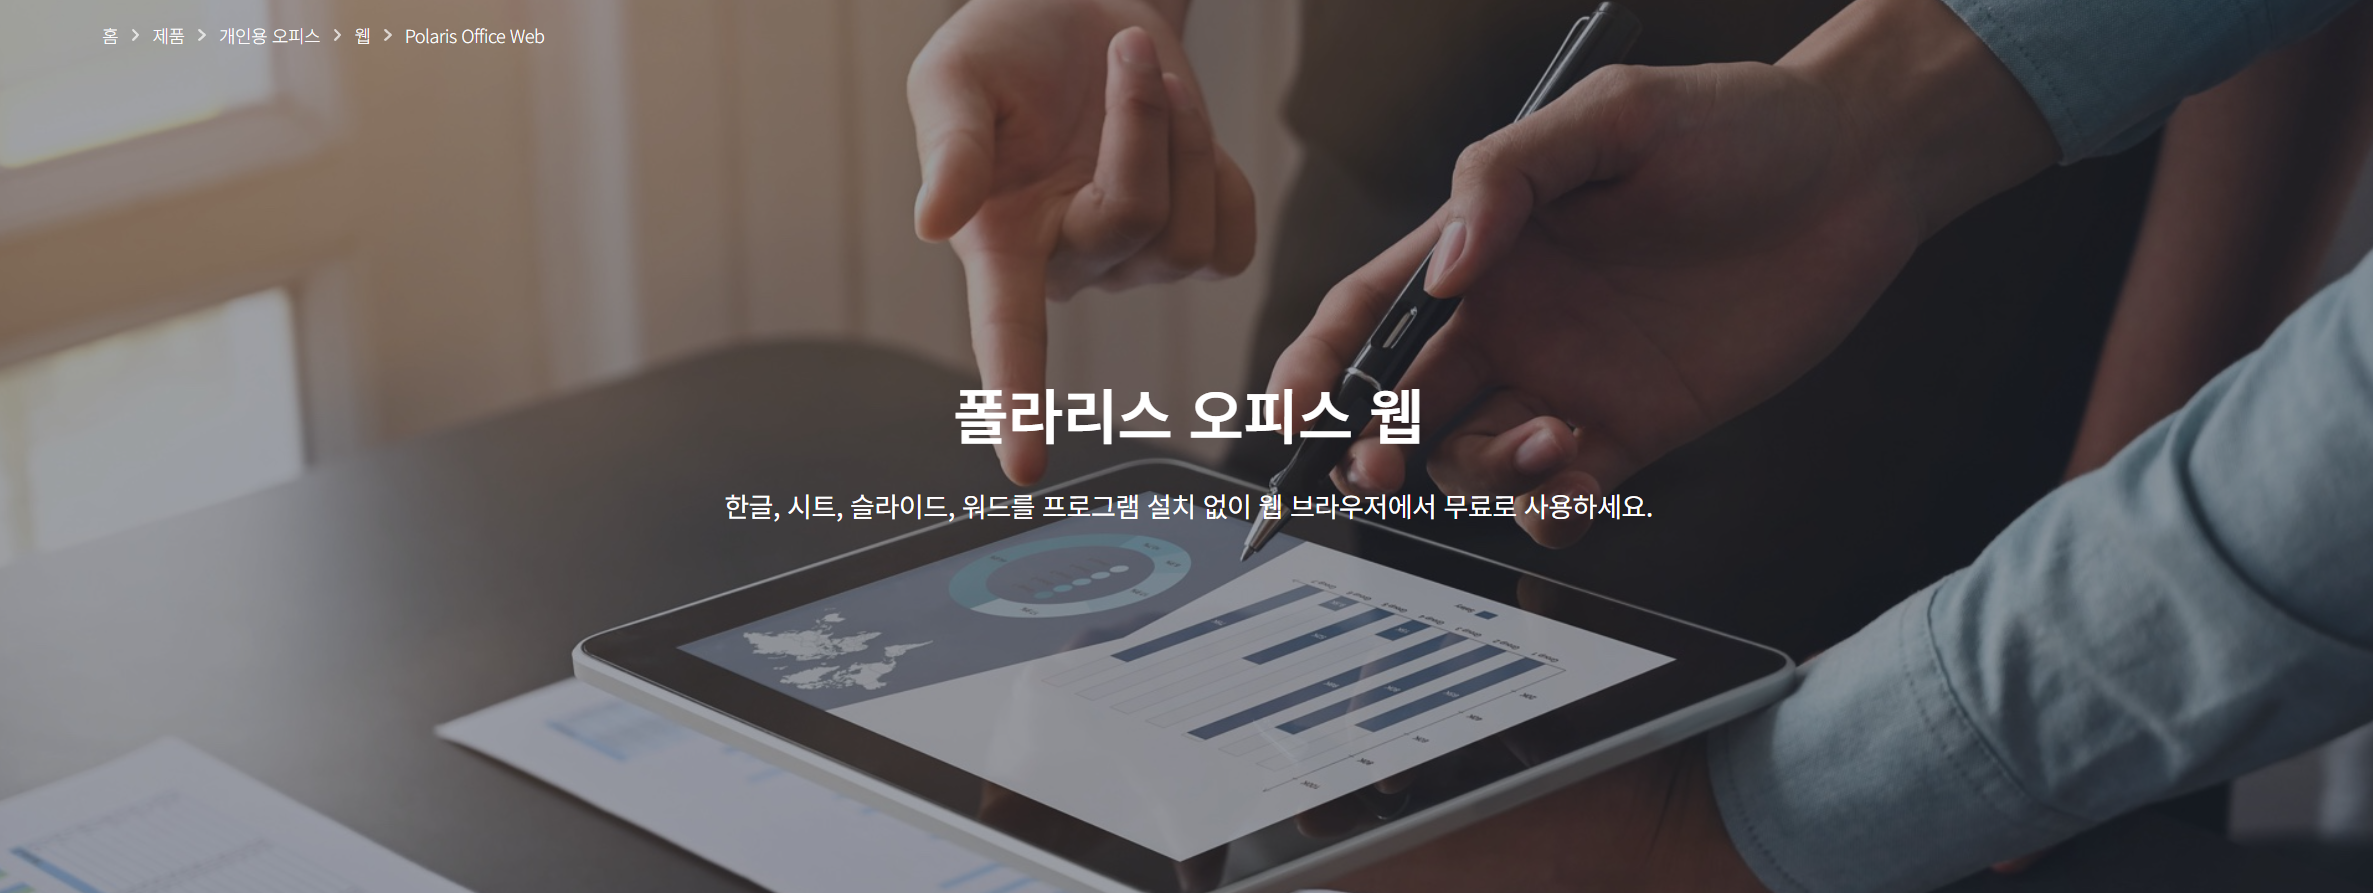 홈 > 제품 > 개인용 오피스 > 웹 > Polaris Office Web
폴라리스 오피스 웹
한글, 시트, 슬라이드, 워드를 프로그램 설치 없이 웹 브라우저에서 무료로 사용하세요.